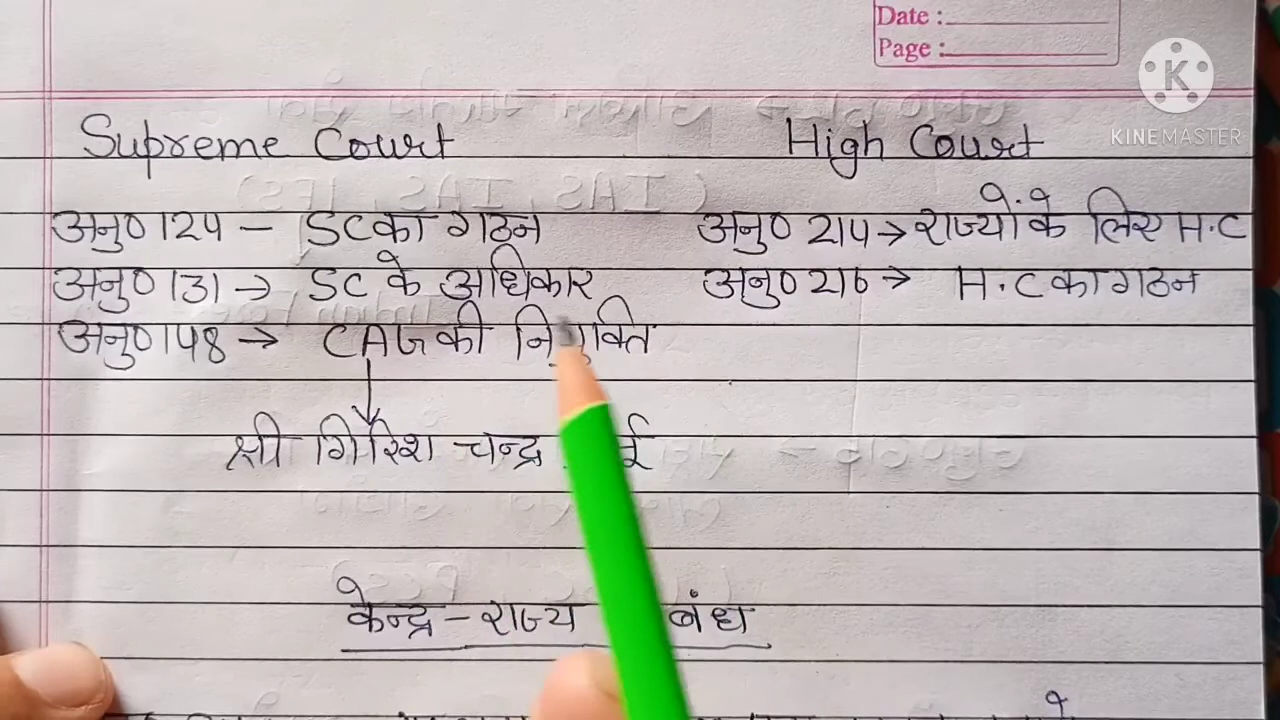 Date :
Page :
KINEMASTER
Supreme Court
High Court
अनु० 124 – SC का गठन
अनु० 214 → राज्यों के लिए H.C
अनु० 131 → SC के अधिकार
अनु० 216 → H.C का गठन
अनु० 148 → CAG की नियुक्ति
श्री गिरिश चन्द्र
केन्द्र – राज्य बंध